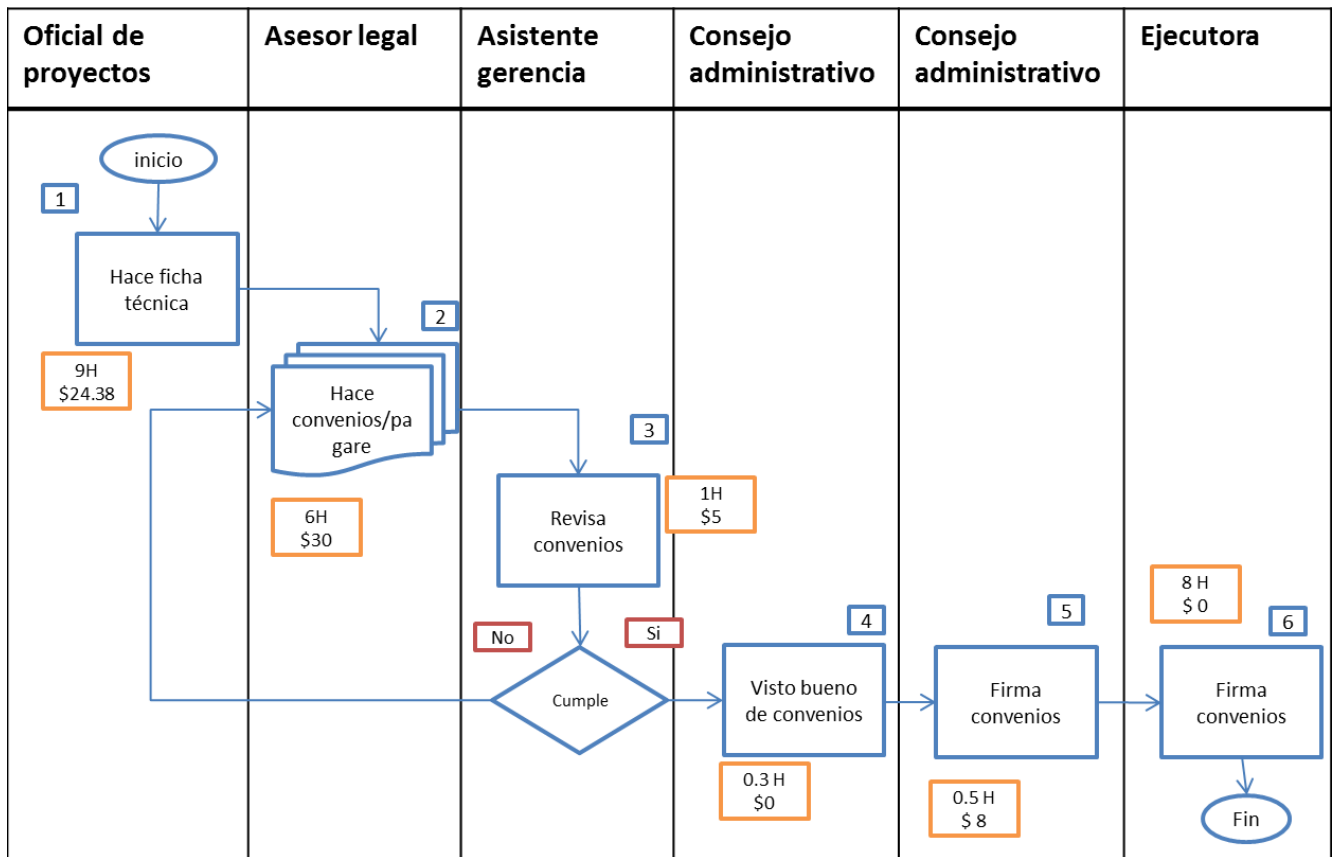 Oficial de
proyectos
Asesor legal
Asistente
gerencia
Consejo
administrativo
Consejo
administrativo
Ejecutora
inicio
1
Hace ficha
técnica
9H
$24.38
2
Hace
convenios/pa
gare
6H
$30
3
Revisa
convenios
1H
$5
No
Si
Cumple
4
Visto bueno
de convenios
0.3 H
$0
5
Firma
convenios
0.5 H
$ 8
8 H
$ 0
6
Firma
convenios
Fin